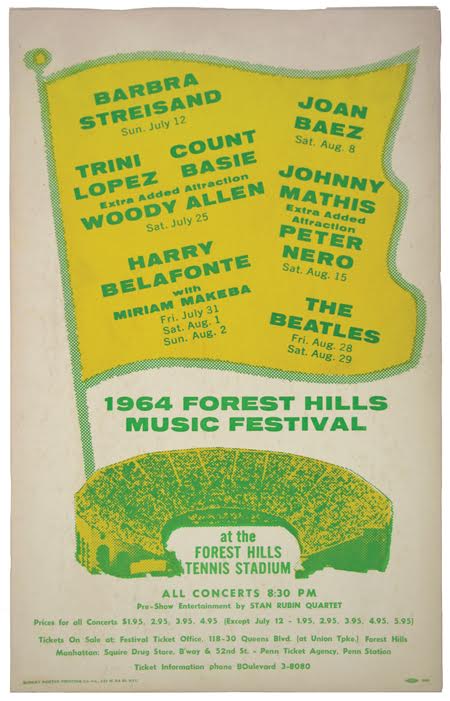 BARBRA
STREISAND
Sun. July 12
TRINI COUNT
LOPEZ BASIE
Extra Added Attraction
WOODY ALLEN
Sat. July 25
HARRY
BELAFONTE
with
MIRIAM MAKEBA
Fri. July 31
Sat. Aug. 1
Sun. Aug. 2
JOAN
BAEZ
Sat. Aug. 8
JOHNNY
MATHIS
Extra Added
Attraction
PETER
NERO
Sat. Aug. 15
THE
BEATLES
Fri. Aug. 28
Sat. Aug. 29
1964 FOREST HILLS
MUSIC FESTIVAL
at the
FOREST HILLS
TENNIS STADIUM
ALL CONCERTS 8:30 PM
Pre-Show Entertainment by STAN RUBIN QUARTET
Prices for all Concerts $1.95, 2.95, 3.95, 4.95 (Except July 12 - 1.95, 2.95, 3.95, 4.95, 5.95)
Tickets On Sale at: Festival Ticket Office, 118-30 Queens Blvd. (at Union Tpke.) Forest Hills
Manhattan: Squire Drug Store, B'way & 52nd St. - Penn Ticket Agency, Penn Station
Ticket Information phone BOulevard 3-8080